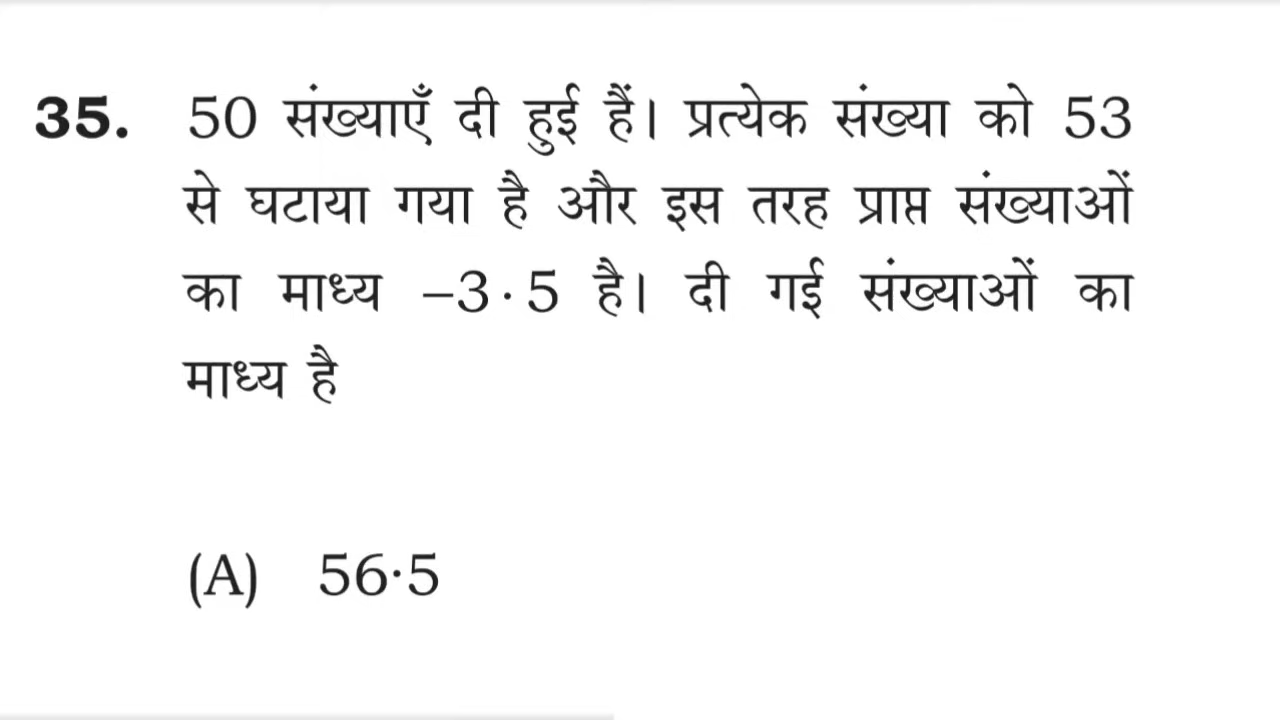 35. 50 संख्याएँ दी हुई हैं। प्रत्येक संख्या को 53
से घटाया गया है और इस तरह प्राप्त संख्याओं
का माध्य –3·5 है। दी गई संख्याओं का
माध्य है
(A) 56·5